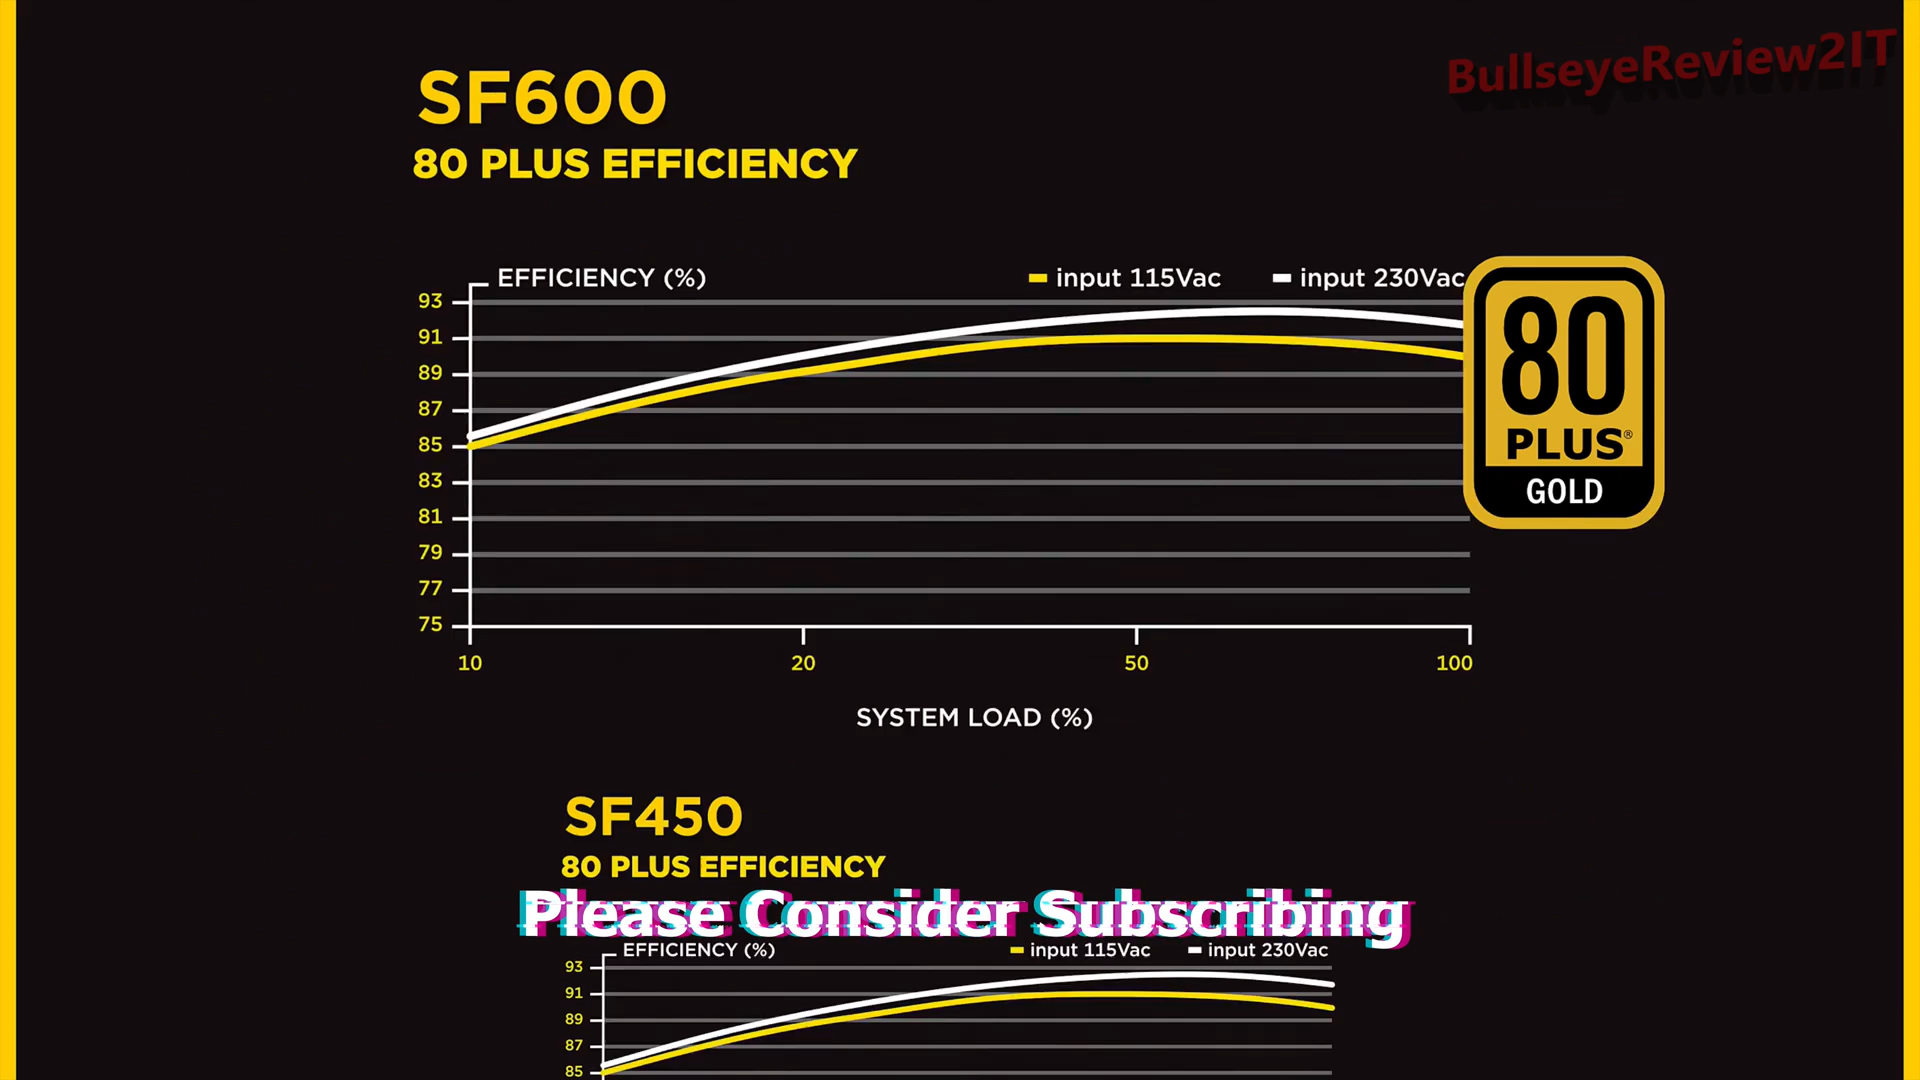 BullseyeReview2IT
SF600
80 PLUS EFFICIENCY
EFFICIENCY (%)
input 115Vac
input 230Vac
93
91
89
87
85
83
81
79
77
75
10 20 50 100
SYSTEM LOAD (%)
80
PLUS®
GOLD
SF450
80 PLUS EFFICIENCY
Please Consider Subscribing
EFFICIENCY (%)
input 115Vac
input 230Vac
93
91
89
87
85